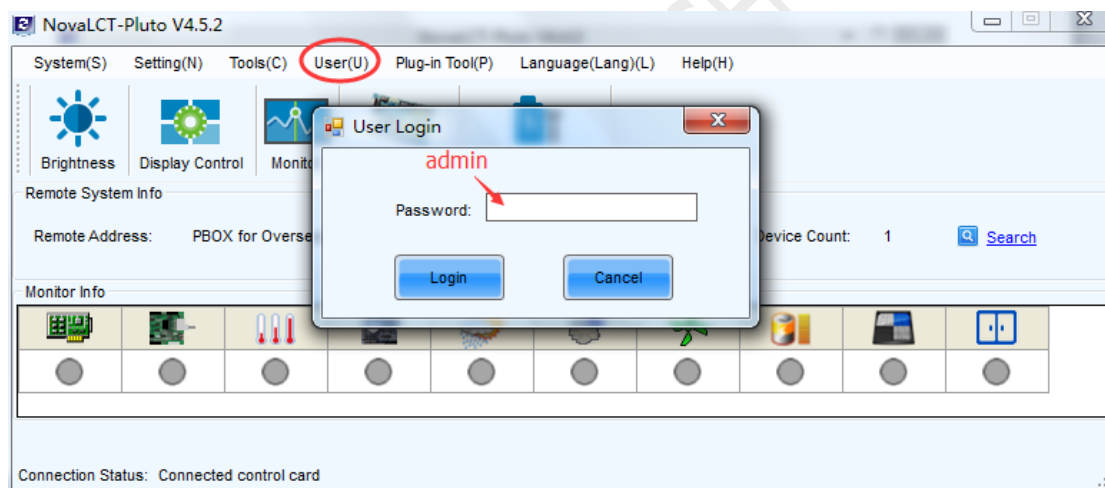 NovaLCT-Pluto V4.5.2
System(S) Setting(N) Tools(C) User(U) Plug-in Tool(P) Language(Lang)(L) Help(H)
Brightness Display Control
User Login
admin
Password:
Login Cancel
Remote System Info
Remote Address: PBOX for Device Count: 1 Search
Monitor Info
Connection Status: Connected control card